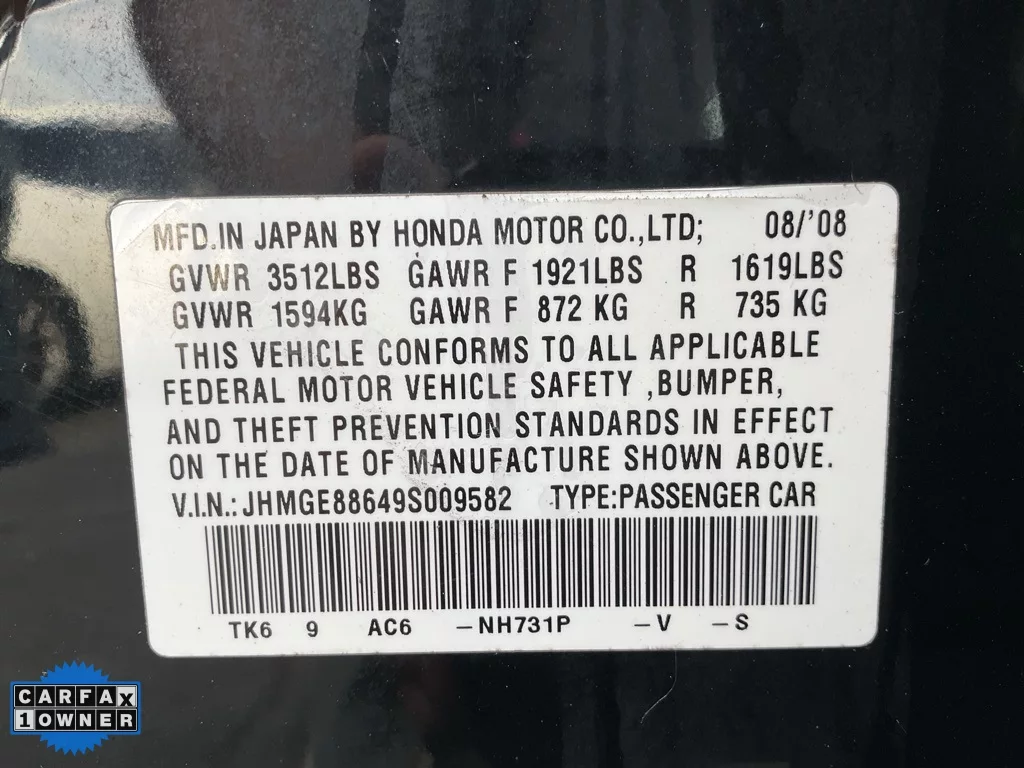 MFD.IN JAPAN BY HONDA MOTOR CO.,LTD; 08/'08
GVWR 3512LBS GAWR F 1921LBS R 1619LBS
GVWR 1594KG GAWR F 872 KG R 735 KG
THIS VEHICLE CONFORMS TO ALL APPLICABLE
FEDERAL MOTOR VEHICLE SAFETY ,BUMPER,
AND THEFT PREVENTION STANDARDS IN EFFECT
ON THE DATE OF MANUFACTURE SHOWN ABOVE.
V.I.N.: JHMGE88649S009582 TYPE:PASSENGER CAR
TK6 9 AC6 -NH731P -V -S
CARFAX
1 OWNER